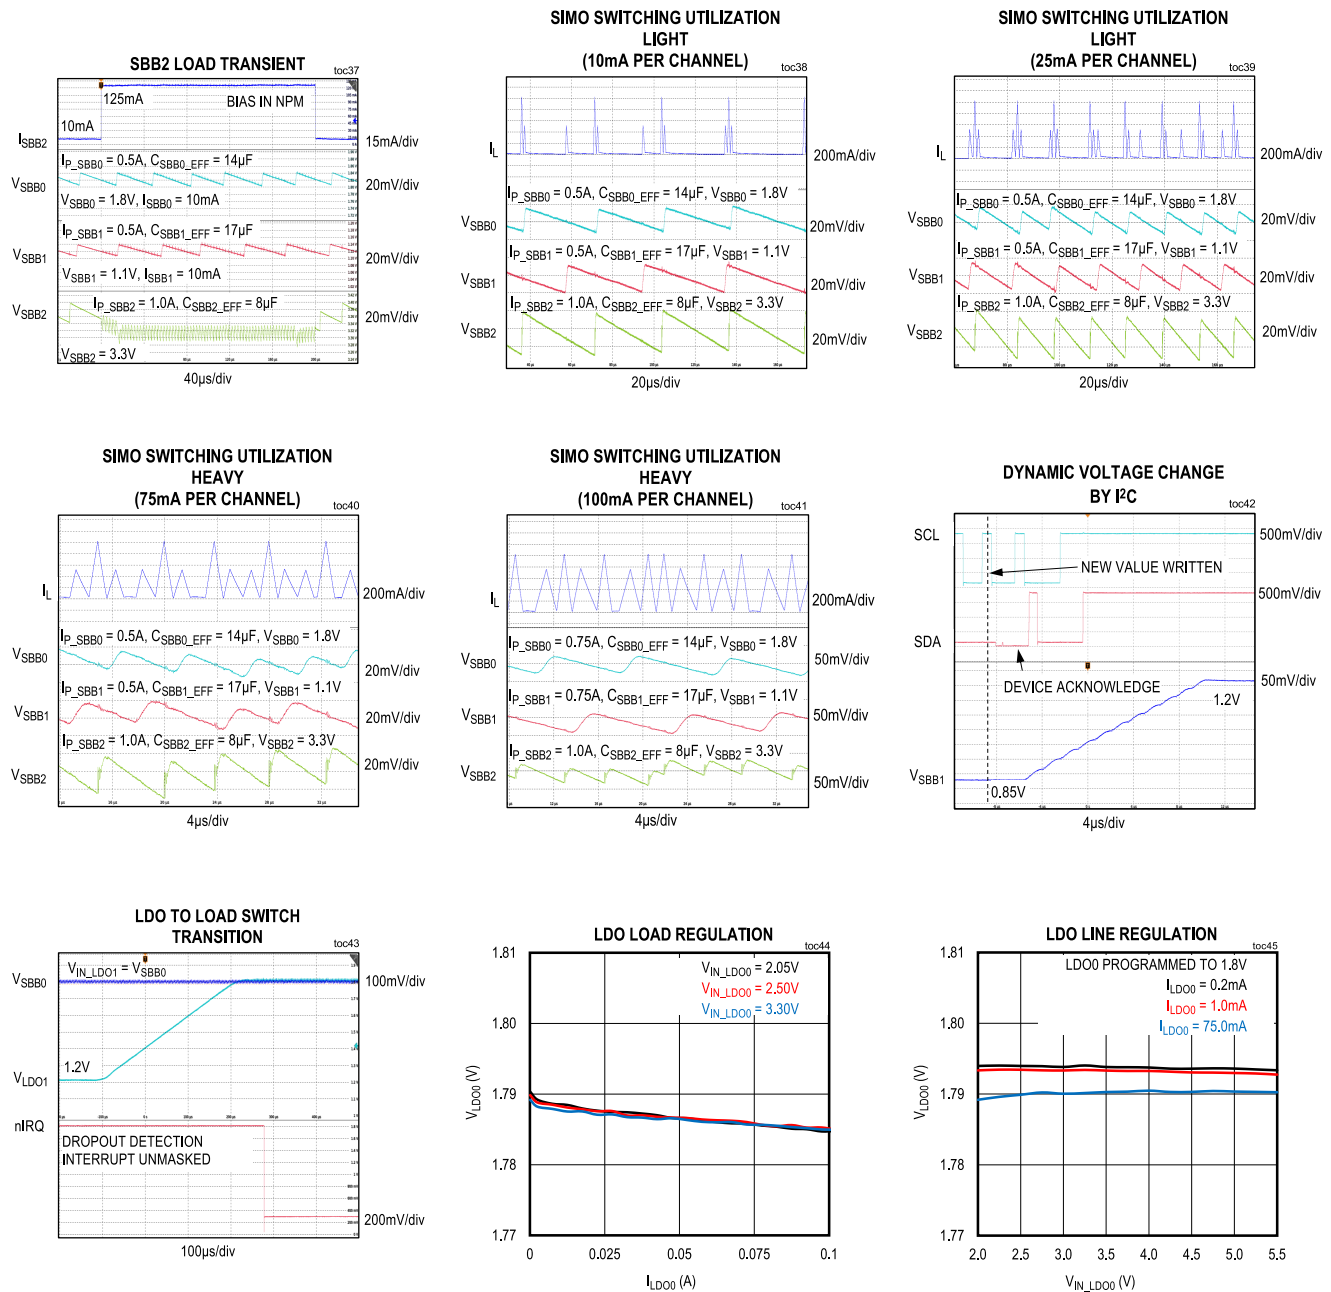 SBB2 LOAD TRANSIENT
toc37
125mA
BIAS IN NPM
10mA
ISBB2
15mA/div
IP_SBB0 = 0.5A, CSBB0_EFF = 14µF
VSBB0
20mV/div
VSBB0 = 1.8V, ISBB0 = 10mA
IP_SBB1 = 0.5A, CSBB1_EFF = 17µF
VSBB1
20mV/div
VSBB1 = 1.1V, ISBB1 = 10mA
IP_SBB2 = 1.0A, CSBB2_EFF = 8µF
VSBB2
20mV/div
VSBB2 = 3.3V
40µs/div
SIMO SWITCHING UTILIZATION
LIGHT
(10mA PER CHANNEL)
toc38
IL
200mA/div
IP_SBB0 = 0.5A, CSBB0_EFF = 14µF, VSBB0 = 1.8V
VSBB0
20mV/div
IP_SBB1 = 0.5A, CSBB1_EFF = 17µF, VSBB1 = 1.1V
VSBB1
20mV/div
IP_SBB2 = 1.0A, CSBB2_EFF = 8µF, VSBB2 = 3.3V
VSBB2
20mV/div
20µs/div
SIMO SWITCHING UTILIZATION
LIGHT
(25mA PER CHANNEL)
toc39
IL
200mA/div
IP_SBB0 = 0.5A, CSBB0_EFF = 14µF, VSBB0 = 1.8V
VSBB0
20mV/div
IP_SBB1 = 0.5A, CSBB1_EFF = 17µF, VSBB1 = 1.1V
VSBB1
20mV/div
IP_SBB2 = 1.0A, CSBB2_EFF = 8µF, VSBB2 = 3.3V
VSBB2
20mV/div
20µs/div
SIMO SWITCHING UTILIZATION
HEAVY
(75mA PER CHANNEL)
toc40
IL
200mA/div
IP_SBB0 = 0.5A, CSBB0_EFF = 14µF, VSBB0 = 1.8V
VSBB0
20mV/div
IP_SBB1 = 0.5A, CSBB1_EFF = 17µF, VSBB1 = 1.1V
VSBB1
20mV/div
IP_SBB2 = 1.0A, CSBB2_EFF = 8µF, VSBB2 = 3.3V
VSBB2
20mV/div
4µs/div
SIMO SWITCHING UTILIZATION
HEAVY
(100mA PER CHANNEL)
toc41
IL
200mA/div
IP_SBB0 = 0.75A, CSBB0_EFF = 14µF, VSBB0 = 1.8V
VSBB0
50mV/div
IP_SBB1 = 0.75A, CSBB1_EFF = 17µF, VSBB1 = 1.1V
VSBB1
50mV/div
IP_SBB2 = 1.0A, CSBB2_EFF = 8µF, VSBB2 = 3.3V
VSBB2
50mV/div
4µs/div
DYNAMIC VOLTAGE CHANGE
BY I²C
toc42
SCL
500mV/div
NEW VALUE WRITTEN
500mV/div
SDA
DEVICE ACKNOWLEDGE
50mV/div
1.2V
VSBB1
0.85V
4µs/div
LDO TO LOAD SWITCH
TRANSITION
toc43
VIN_LDO1 = VSBB0
VSBB0
100mV/div
1.2V
VLDO1
nIRQ
DROPOUT DETECTION
INTERRUPT UNMASKED
200mV/div
100µs/div
LDO LOAD REGULATION
toc44
1.81
1.80
1.79
1.78
1.77
VLDO0 (V)
VIN_LDO0 = 2.05V
VIN_LDO0 = 2.50V
VIN_LDO0 = 3.30V
0 0.025 0.05 0.075 0.1
ILDO0 (A)
LDO LINE REGULATION
toc45
1.81
1.80
1.79
1.78
1.77
VLDO0 (V)
LDO0 PROGRAMMED TO 1.8V
ILDO0 = 0.2mA
ILDO0 = 1.0mA
ILDO0 = 75.0mA
2.0 2.5 3.0 3.5 4.0 4.5 5.0 5.5
VIN_LDO0 (V)